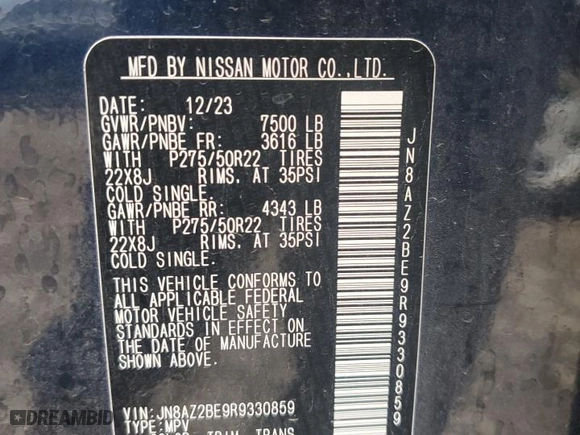 MFD BY NISSAN MOTOR CO.,LTD.
DATE: 12/23
GVWR/PNBV: 7500 LB
GAWR/PNBE FR: 3616 LB
WITH P275/50R22 TIRES
22X8J RIMS, AT 35PSI
COLD SINGLE.
GAWR/PNBE RR: 4343 LB
WITH P275/50R22 TIRES
22X8J RIMS, AT 35PSI
COLD SINGLE.
THIS VEHICLE CONFORMS TO
ALL APPLICABLE FEDERAL
MOTOR VEHICLE SAFETY
STANDARDS IN EFFECT ON
THE DATE OF MANUFACTURE
SHOWN ABOVE.
VIN:JN8AZ2BE9R9330859
TYPE:MPV
COLOR TRIM TRANS
JN8AZ2BE9R9330859
DREAMBID